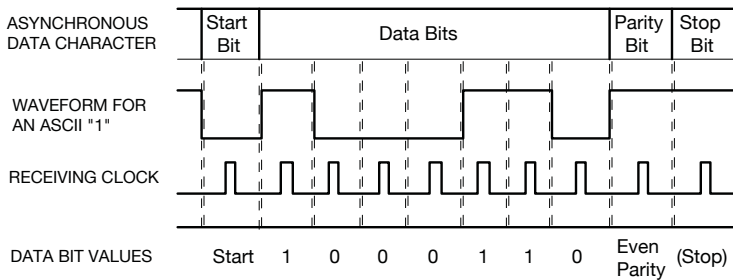 ASYNCHRONOUS
DATA CHARACTER
Start
Bit
Data Bits
Parity
Bit
Stop
Bit
WAVEFORM FOR
AN ASCII "1"
RECEIVING CLOCK
DATA BIT VALUES
Start 1 0 0 0 1 1 0
Even
Parity
(Stop)